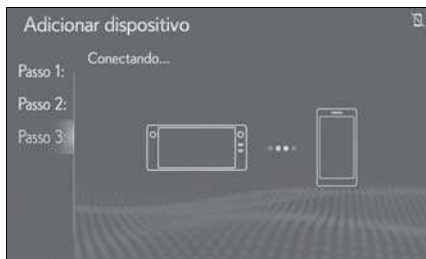 Adicionar dispositivo
Conectando...
Passo 1:
Passo 2:
Passo 3: